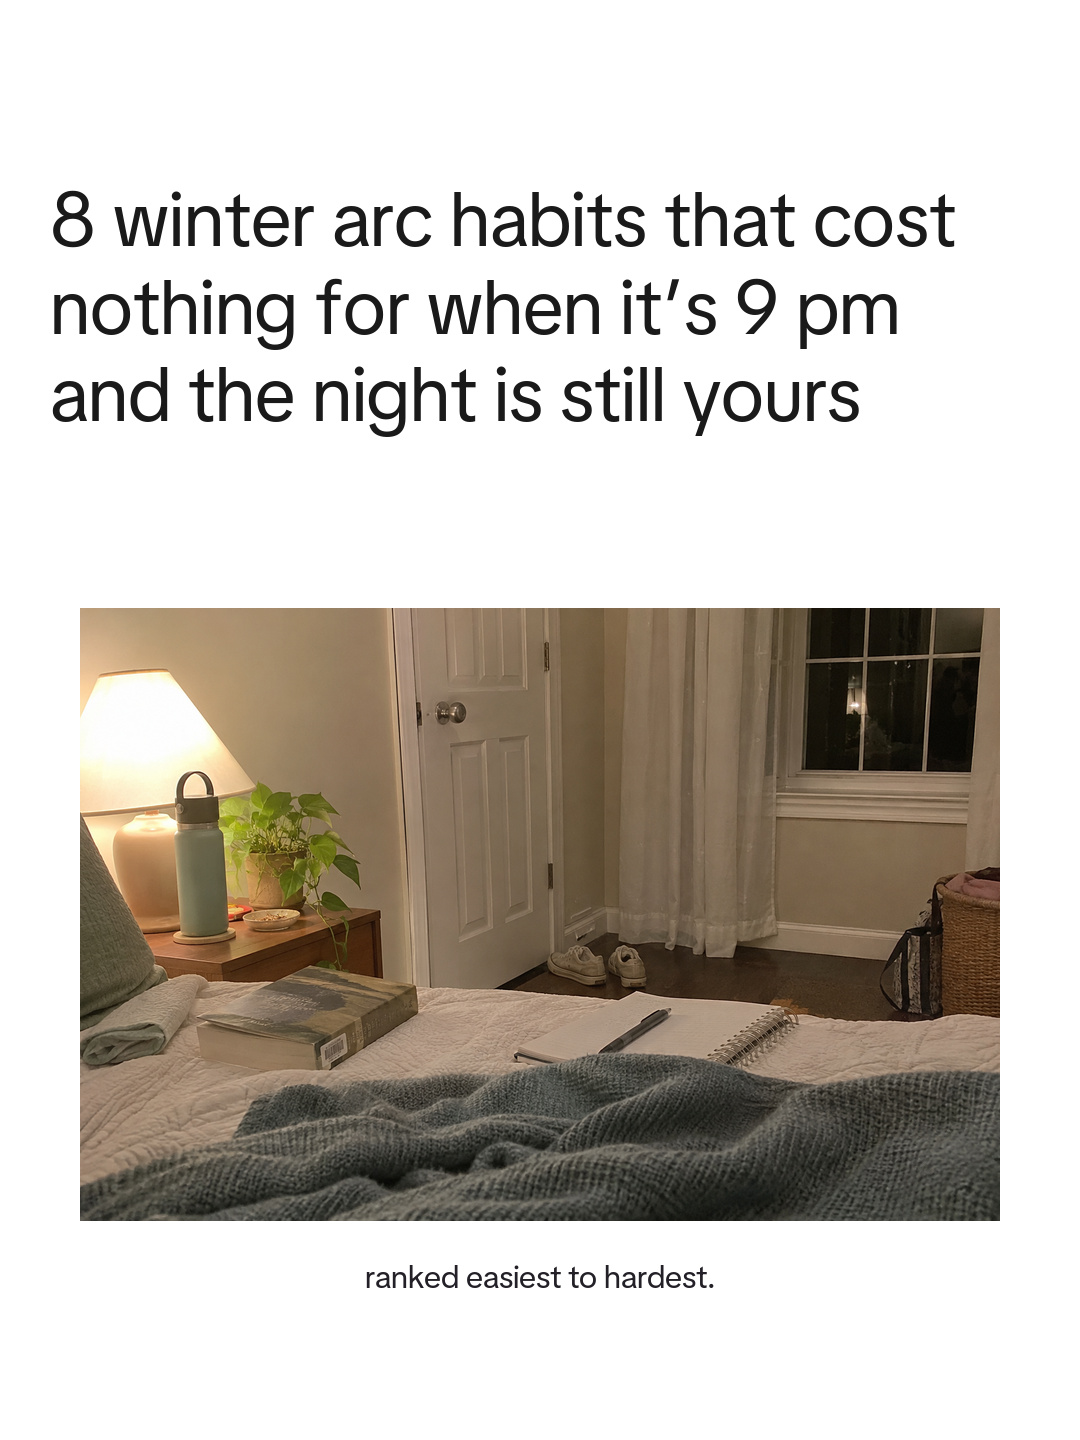 8 winter arc habits that cost
nothing for when it’s 9 pm
and the night is still yours
ranked easiest to hardest.